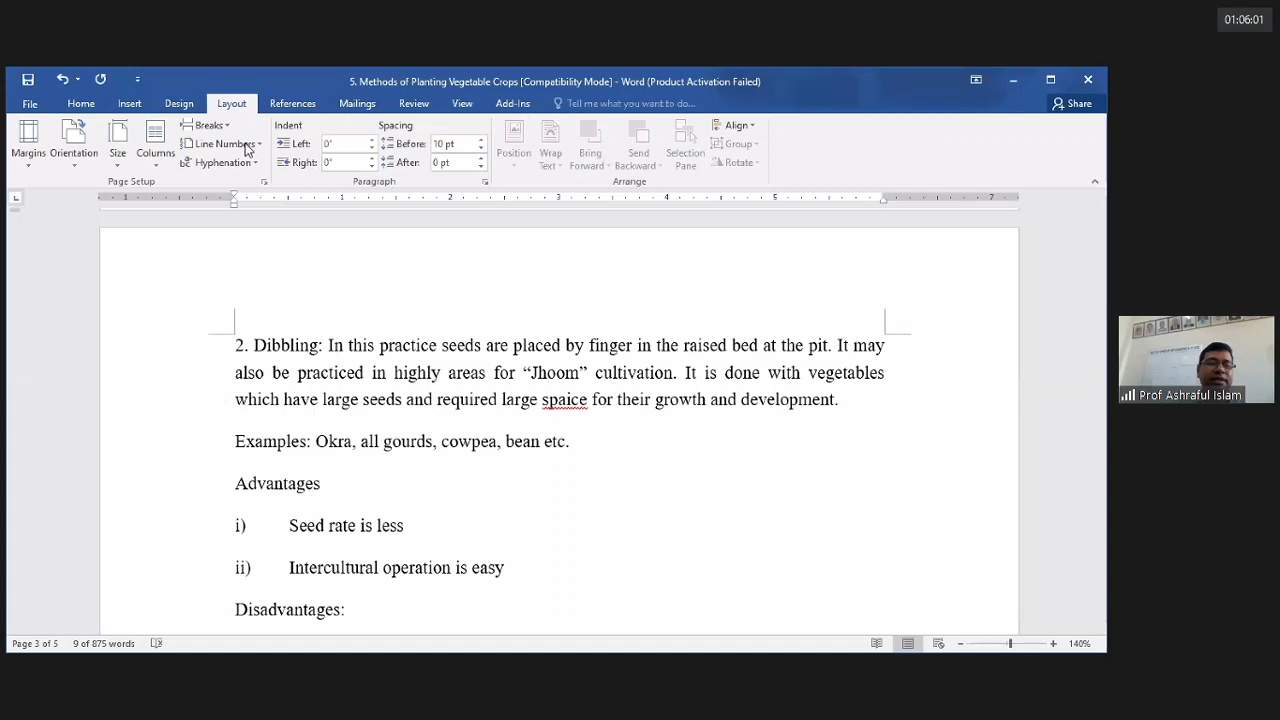 01:06:01
5. Methods of Planting Vegetable Crops [Compatibility Mode] - Word (Product Activation Failed)
File Home Insert Design Layout References Mailings Review View Add-Ins Tell me what you want to do... Share
Breaks Indent Spacing Align
Line Numbers Left: 0" Before: 10 pt Group
Margins Orientation Size Columns Position Wrap Text Bring Forward Send Backward Selection Pane
Hyphenation Right: 0" After: 0 pt Rotate
Page Setup Paragraph Arrange
1 1 2 3 4 5 7
2. Dibbling: In this practice seeds are placed by finger in the raised bed at the pit. It may
also be practiced in highly areas for “Jhoom” cultivation. It is done with vegetables
which have large seeds and required large spaice for their growth and development.
Examples: Okra, all gourds, cowpea, bean etc.
Advantages
i) Seed rate is less
ii) Intercultural operation is easy
Disadvantages:
Page 3 of 5 9 of 875 words 140%
Prof Ashraful Islam